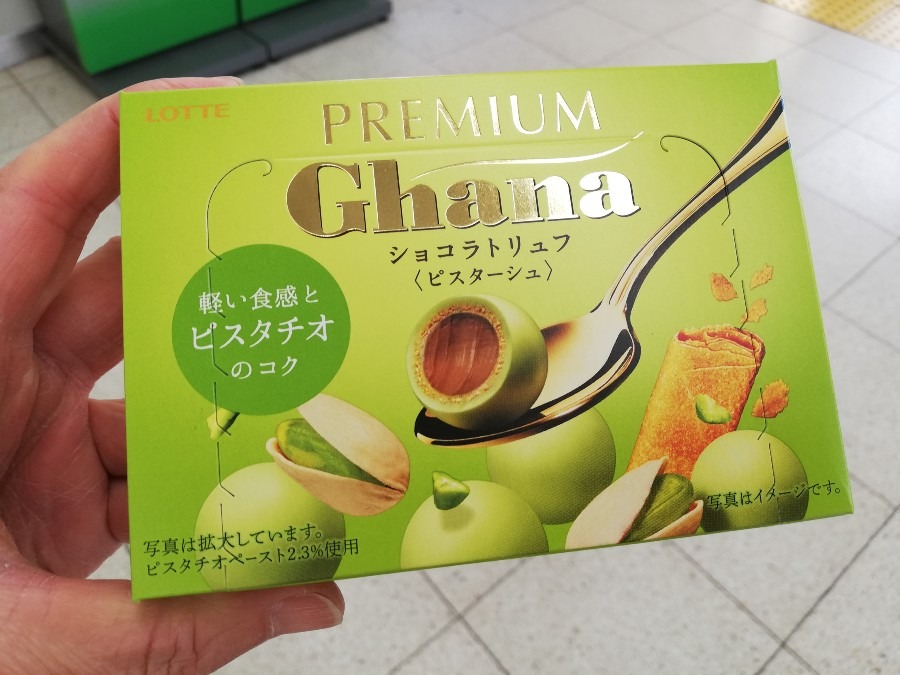 LOTTE
PREMIUM
Ghana
ショコラトリュフ
〈ピスターシュ〉
軽い食感と
ピスタチオ
のコク
写真は拡大しています。
ピスタチオペースト2.3%使用
写真はイメージです。